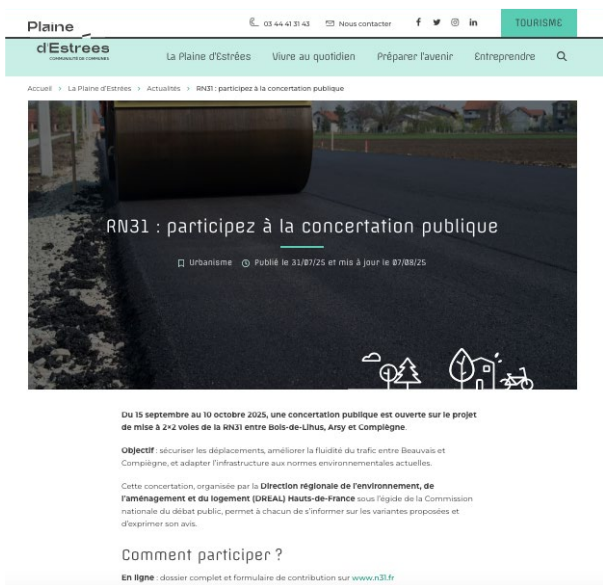 Plaine
d'Estrées
COMMUNAUTÉ DE COMMUNES
03 44 41 31 43 Nous contacter TOURISME
La Plaine d'Estrées Vivre au quotidien Préparer l'avenir Entreprendre
Accueil > La Plaine d'Estrées > Actualités > RN31 : participez à la concertation publique
RN31 : participez à la concertation publique
Urbanisme Publié le 31/07/25 et mis à jour le 07/08/25
Du 15 septembre au 10 octobre 2025, une concertation publique est ouverte sur le projet
de mise à 2×2 voies de la RN31 entre Bois-de-Lihus, Arsy et Compiègne.
Objectif : sécuriser les déplacements, améliorer la fluidité du trafic entre Beauvais et
Compiègne, et adapter l'infrastructure aux normes environnementales actuelles.
Cette concertation, organisée par la Direction régionale de l'environnement, de
l'aménagement et du logement (DREAL) Hauts-de-France sous l'égide de la Commission
nationale du débat public, permet à chacun de s'informer sur les variantes proposées et
d'exprimer son avis.
Comment participer ?
En ligne : dossier complet et formulaire de contribution sur www.n31.fr